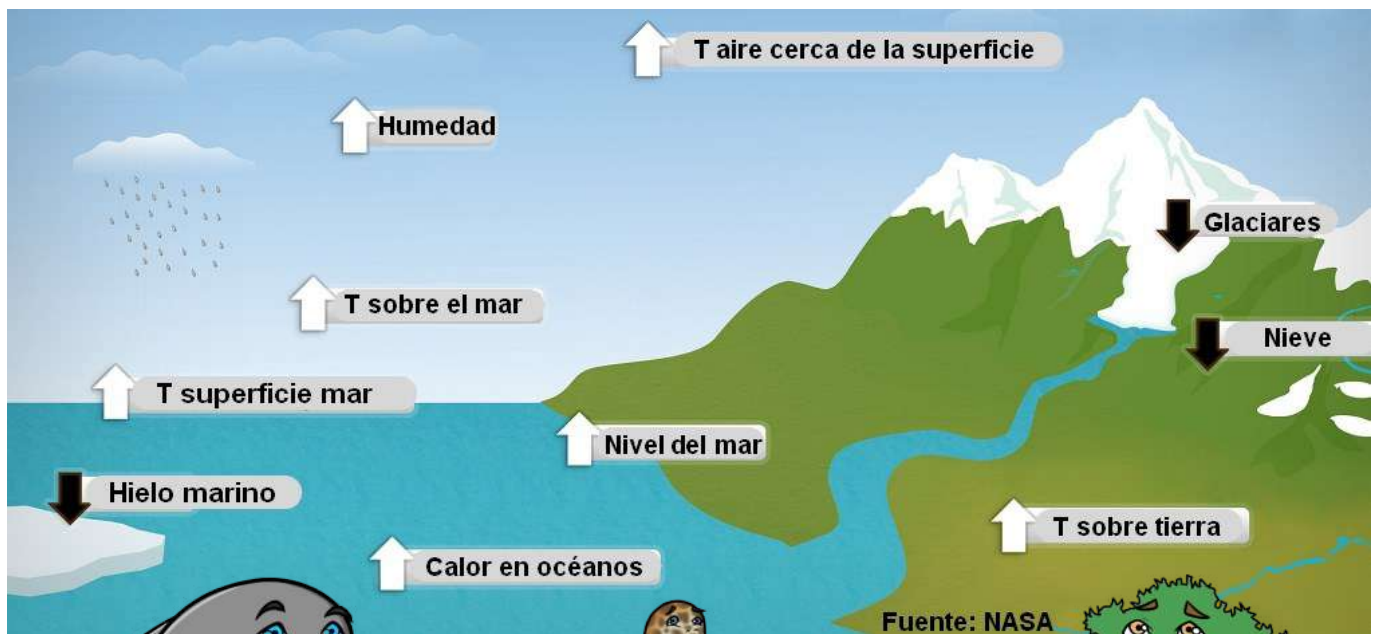 T aire cerca de la superficie
Humedad
Glaciares
T sobre el mar
Nieve
T superficie mar
Nivel del mar
Hielo marino
T sobre tierra
Calor en océanos
Fuente: NASA